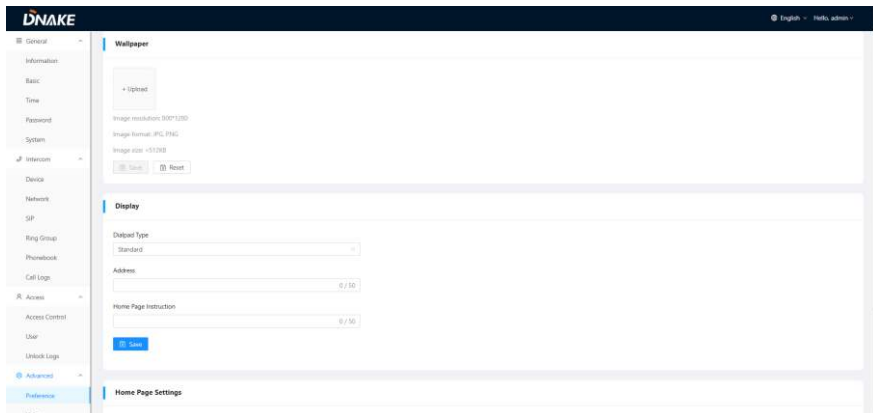 DNAKE
English
Hello, admin
General
Information
Basic
Time
Password
System
Intercom
Device
Network
SIP
Ring Group
Phonebook
Call Logs
Access
Access Control
User
Unlock Logs
Advanced
Preference
Wallpaper
+ Upload
Image resolution: 800*1280
Image format: JPG, PNG
Image size: <512KB
Save
Reset
Display
Dialpad Type
Standard
Address
0 / 50
Home Page Instruction
0 / 50
Save
Home Page Settings